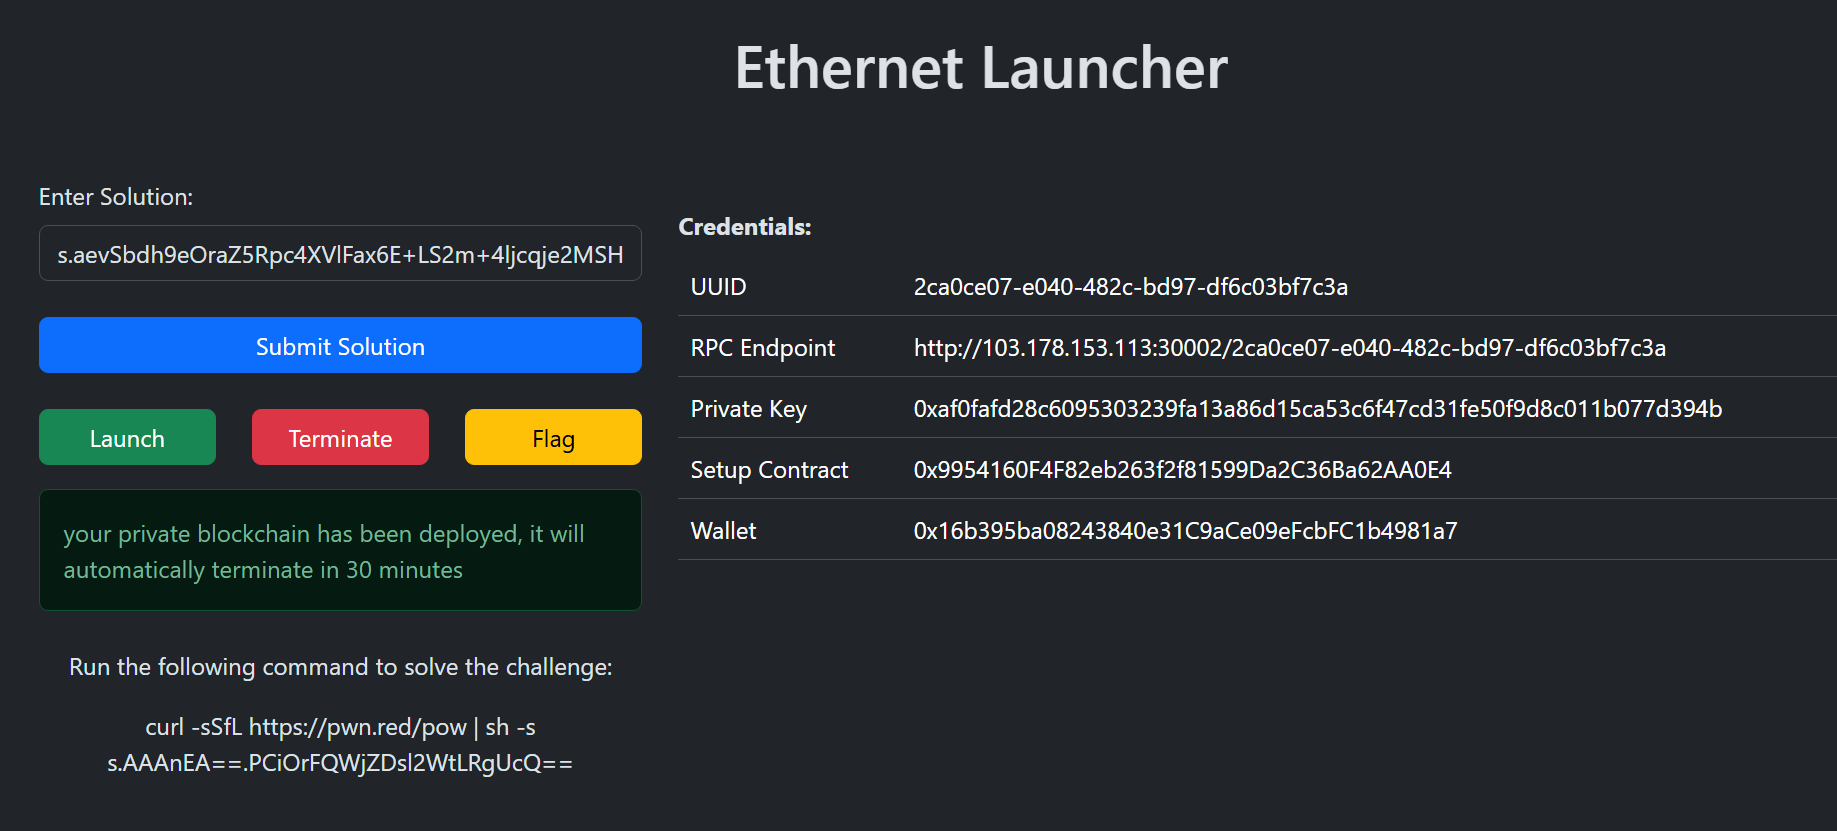 Ethernet Launcher
Enter Solution:
s.aevSbdh9eOraZ5Rpc4XVlFax6E+LS2m+4ljcqje2MSH
Submit Solution
Launch
Terminate
Flag
your private blockchain has been deployed, it will
automatically terminate in 30 minutes
Run the following command to solve the challenge:
curl -sSfL https://pwn.red/pow | sh -s
s.AAAnEA==.PCiOrFQWjZDsl2WtLRgUcQ==
Credentials:
UUID 2ca0ce07-e040-482c-bd97-df6c03bf7c3a
RPC Endpoint http://103.178.153.113:30002/2ca0ce07-e040-482c-bd97-df6c03bf7c3a
Private Key 0xaf0fafd28c6095303239fa13a86d15ca53c6f47cd31fe50f9d8c011b077d394b
Setup Contract 0x9954160F4F82eb263f2f81599Da2C36Ba62AA0E4
Wallet 0x16b395ba08243840e31C9aCe09eFcbFC1b4981a7